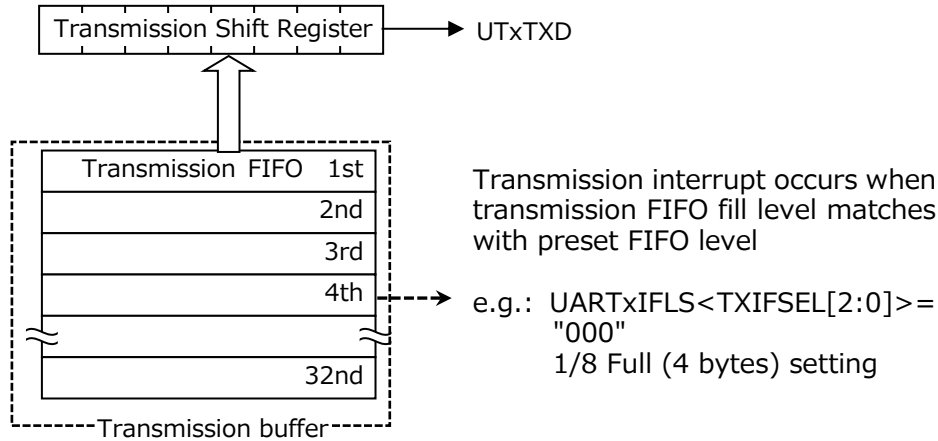 Transmission Shift Register
UTxTXD
Transmission FIFO 1st
2nd
3rd
4th
32nd
Transmission buffer
Transmission interrupt occurs when
transmission FIFO fill level matches
with preset FIFO level
e.g.: UARTxIFLS<TXIFSEL[2:0]>=
"000"
1/8 Full (4 bytes) setting